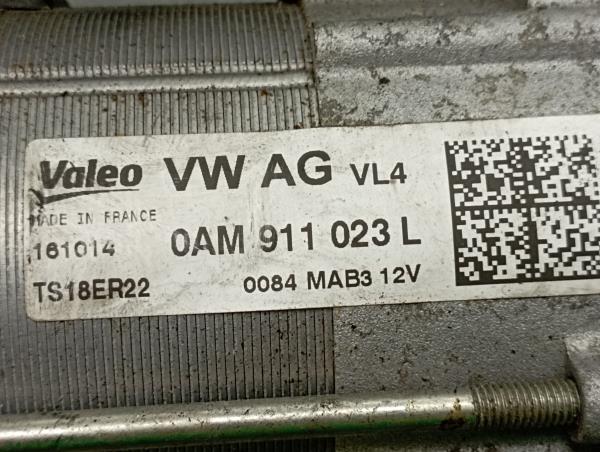 Valeo VW AG VL4
MADE IN FRANCE
161014 0AM 911 023 L
TS18ER22 0084 MAB3 12V